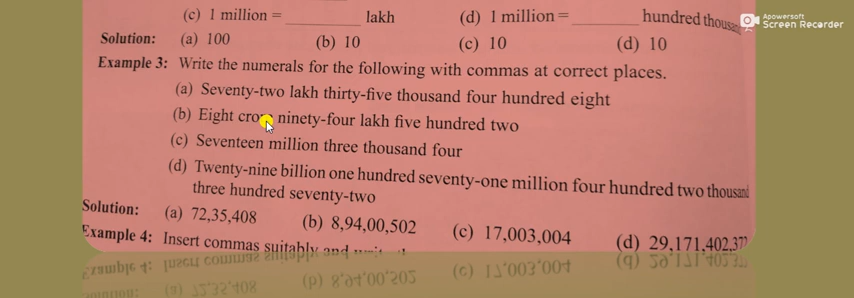 (c) 1 million = ________ lakh (d) 1 million = ________ hundred
Apowersoft
Screen Recorder
Solution: (a) 100 (b) 10 (c) 10 (d) 10
Example 3: Write the numerals for the following with commas at correct places.
(a) Seventy-two lakh thirty-five thousand four hundred eight
(b) Eight crore ninety-four lakh five hundred two
(c) Seventeen million three thousand four
(d) Twenty-nine billion one hundred seventy-one million four hundred two thousand
three hundred seventy-two
Solution: (a) 72,35,408 (b) 8,94,00,502 (c) 17,003,004 (d) 29,171,402,372
Example 4: Insert commas suitably and